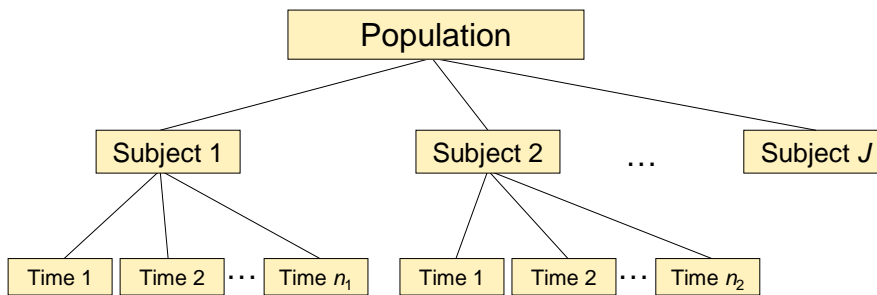 Population
Subject 1 Subject 2 … Subject J
Time 1 Time 2 … Time n₁ Time 1 Time 2 … Time n₂